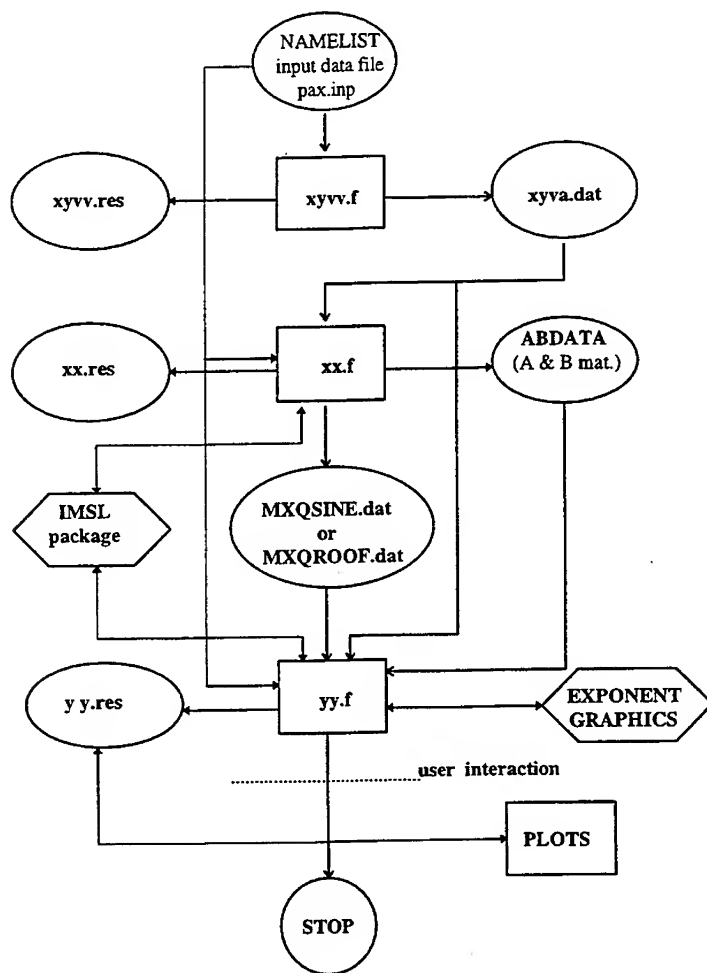 NAMELIST
input data file
pax.inp
xyvv.res
xyvv.f
xyva.dat
xx.res
xx.f
ABDATA
(A & B mat.)
IMSL
package
MXQSINE.dat
or
MXQROOF.dat
y y.res
yy.f
EXPONENT
GRAPHICS
user interaction
PLOTS
STOP